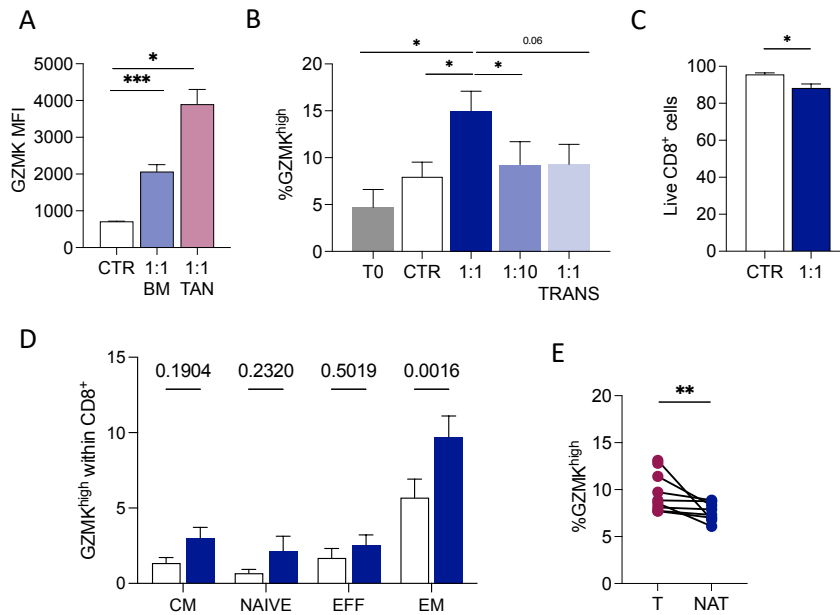 A
GZMK MFI
5000
4000
3000
2000
1000
0
***
*
CTR 1:1 1:1
BM TAN
B
%GZMK^high
20
15
10
5
0
* 0.06
* *
T0 CTR 1:1 1:10 1:1
TRANS
C
Live CD8⁺ cells
100
80
60
40
20
0
*
CTR 1:1
D
GZMK^high within CD8⁺
15
10
5
0
0.1904 0.2320 0.5019 0.0016
CM NAIVE EFF EM
E
%GZMK^high
20
15
10
5
0
**
T NAT